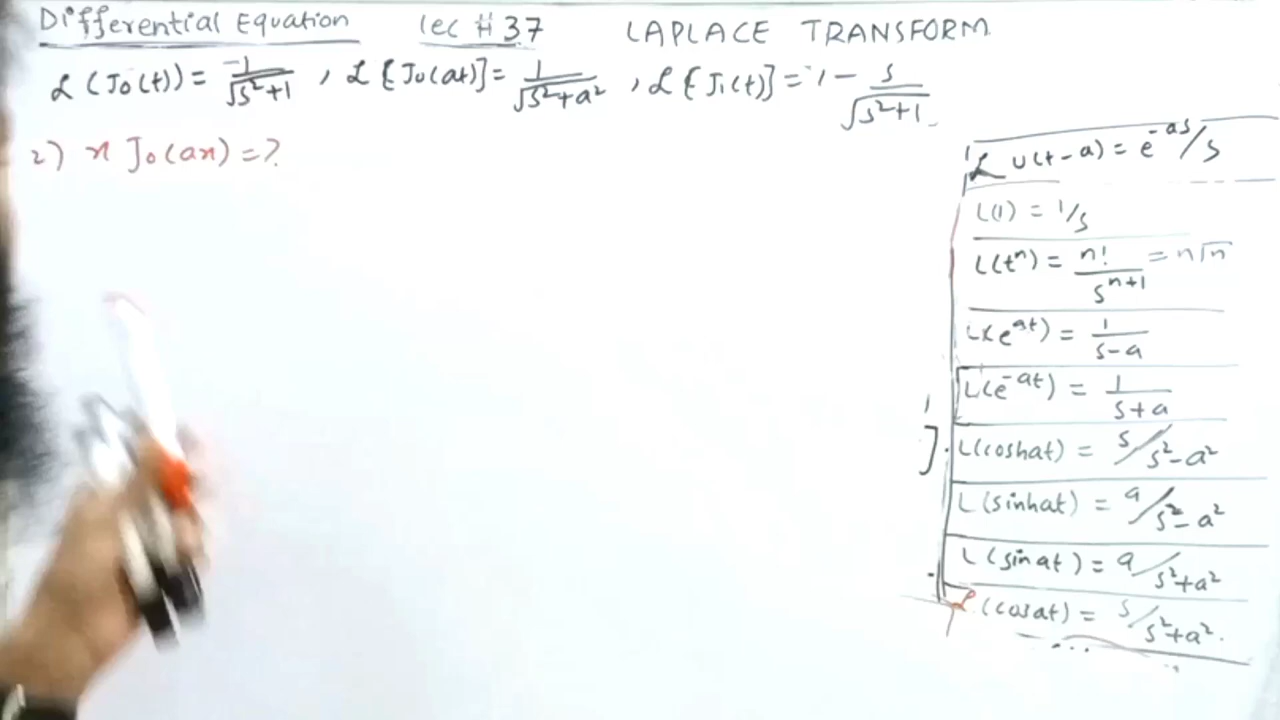 Differential Equation lec # 37 LAPLACE TRANSFORM
ℒ (J₀(t)) = 1/√(s²+1) , ℒ {J₀(at)] = 1/√(s²+a²) , ℒ {J₁(t)] = 1 − s/√(s²+1)
2) x J₀(ax) = ?
ℒ U(t-a) = e^-as/s
L(1) = 1/s
L(tⁿ) = n!/s^n+1 = n√n
L(e^at) = 1/(s-a)
L(e^-at) = 1/(s+a)
L(coshat) = s/s²-a²
L(sinhat) = a/s²-a²
L(sinat) = a/s²+a²
ℒ(cosat) = s/s²+a².